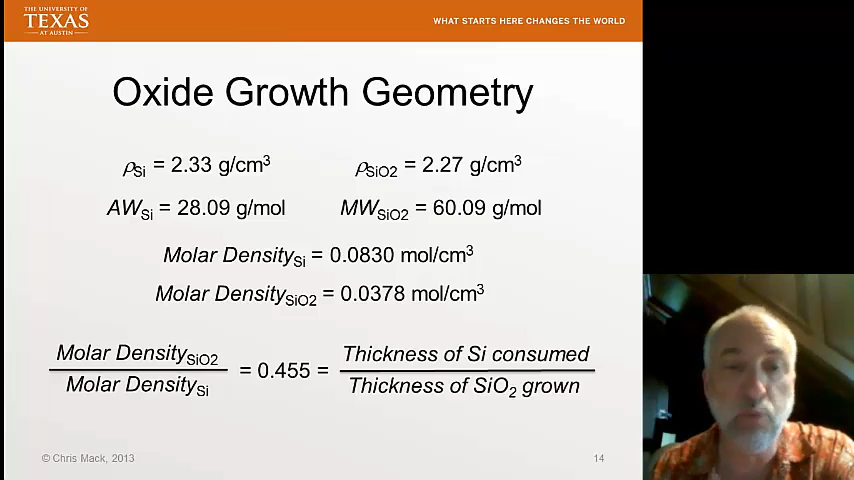 THE UNIVERSITY OF
TEXAS
AT AUSTIN
WHAT STARTS HERE CHANGES THE WORLD
Oxide Growth Geometry
ρSi = 2.33 g/cm³ ρSiO2 = 2.27 g/cm³
AWSi = 28.09 g/mol MWSiO2 = 60.09 g/mol
Molar DensitySi = 0.0830 mol/cm³
Molar DensitySiO2 = 0.0378 mol/cm³
Molar DensitySiO2
Molar DensitySi
= 0.455 =
Thickness of Si consumed
Thickness of SiO₂ grown
© Chris Mack, 2013
14